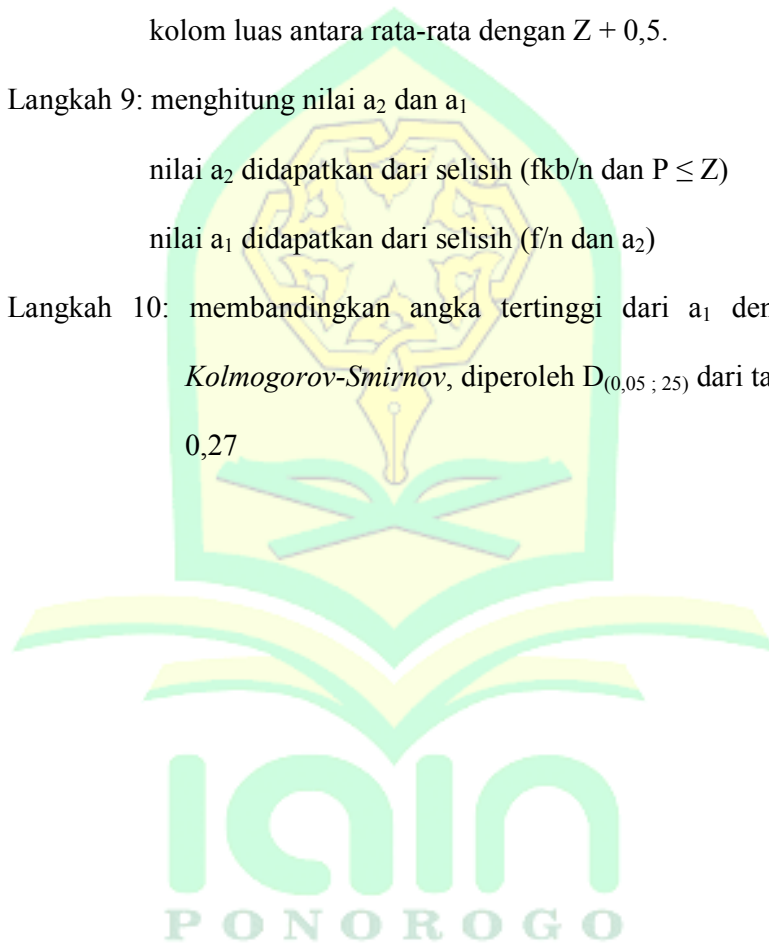 kolom luas antara rata-rata dengan Z + 0,5.
Langkah 9: menghitung nilai a₂ dan a₁
nilai a₂ didapatkan dari selisih (fkb/n dan P ≤ Z)
nilai a₁ didapatkan dari selisih (f/n dan a₂)
Langkah 10: membandingkan angka tertinggi dari a₁
Kolmogorov-Smirnov, diperoleh D₍₀,₀₅ ; ₂₅₎ dari
0,27
iain
PONOROGO